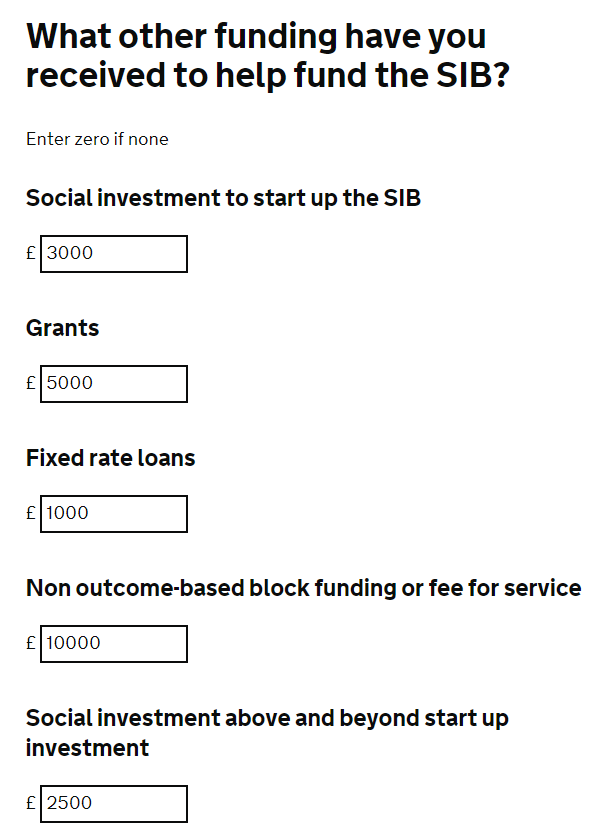 What other funding have you
received to help fund the SIB?
Enter zero if none
Social investment to start up the SIB
£ 3000
Grants
£ 5000
Fixed rate loans
£ 1000
Non outcome-based block funding or fee for service
£ 10000
Social investment above and beyond start up
investment
£ 2500